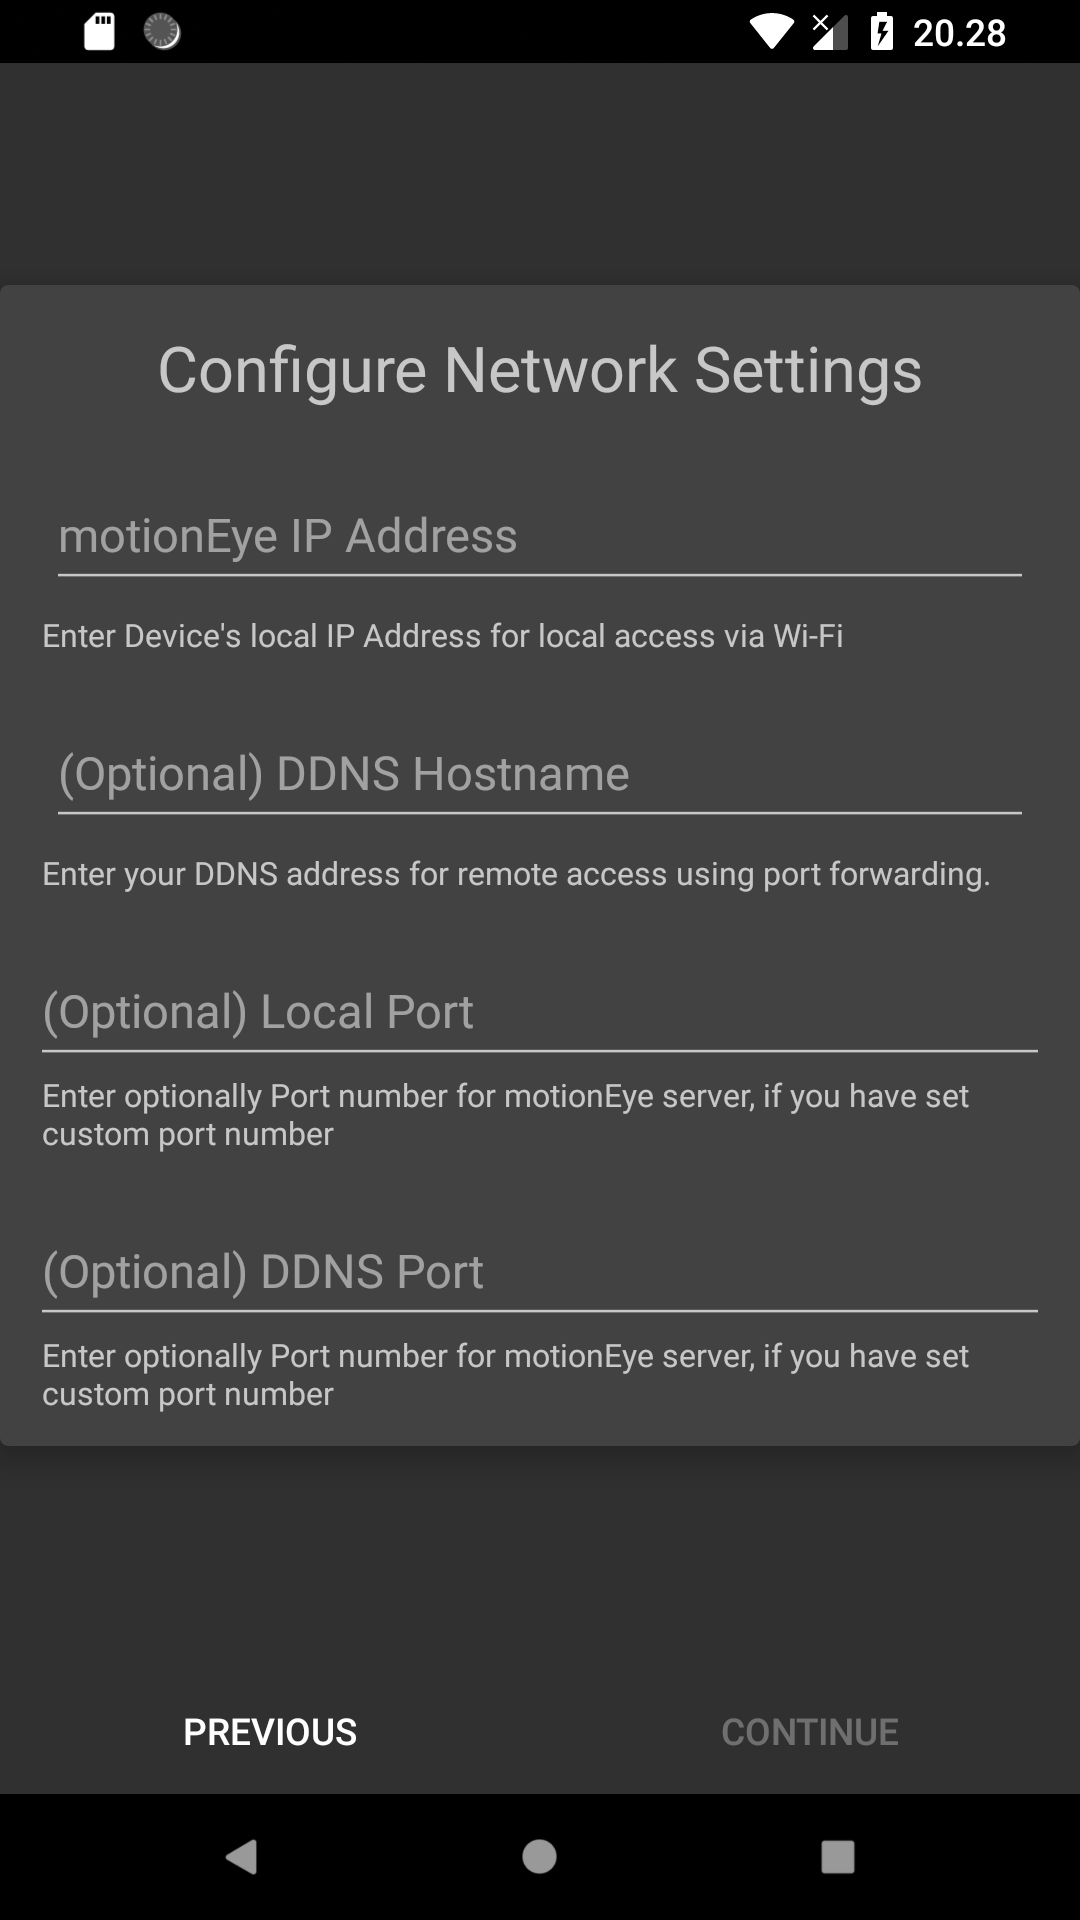 20.28
Configure Network Settings
motionEye IP Address
Enter Device's local IP Address for local access via Wi-Fi
(Optional) DDNS Hostname
Enter your DDNS address for remote access using port forwarding.
(Optional) Local Port
Enter optionally Port number for motionEye server, if you have set
custom port number
(Optional) DDNS Port
Enter optionally Port number for motionEye server, if you have set
custom port number
PREVIOUS
CONTINUE